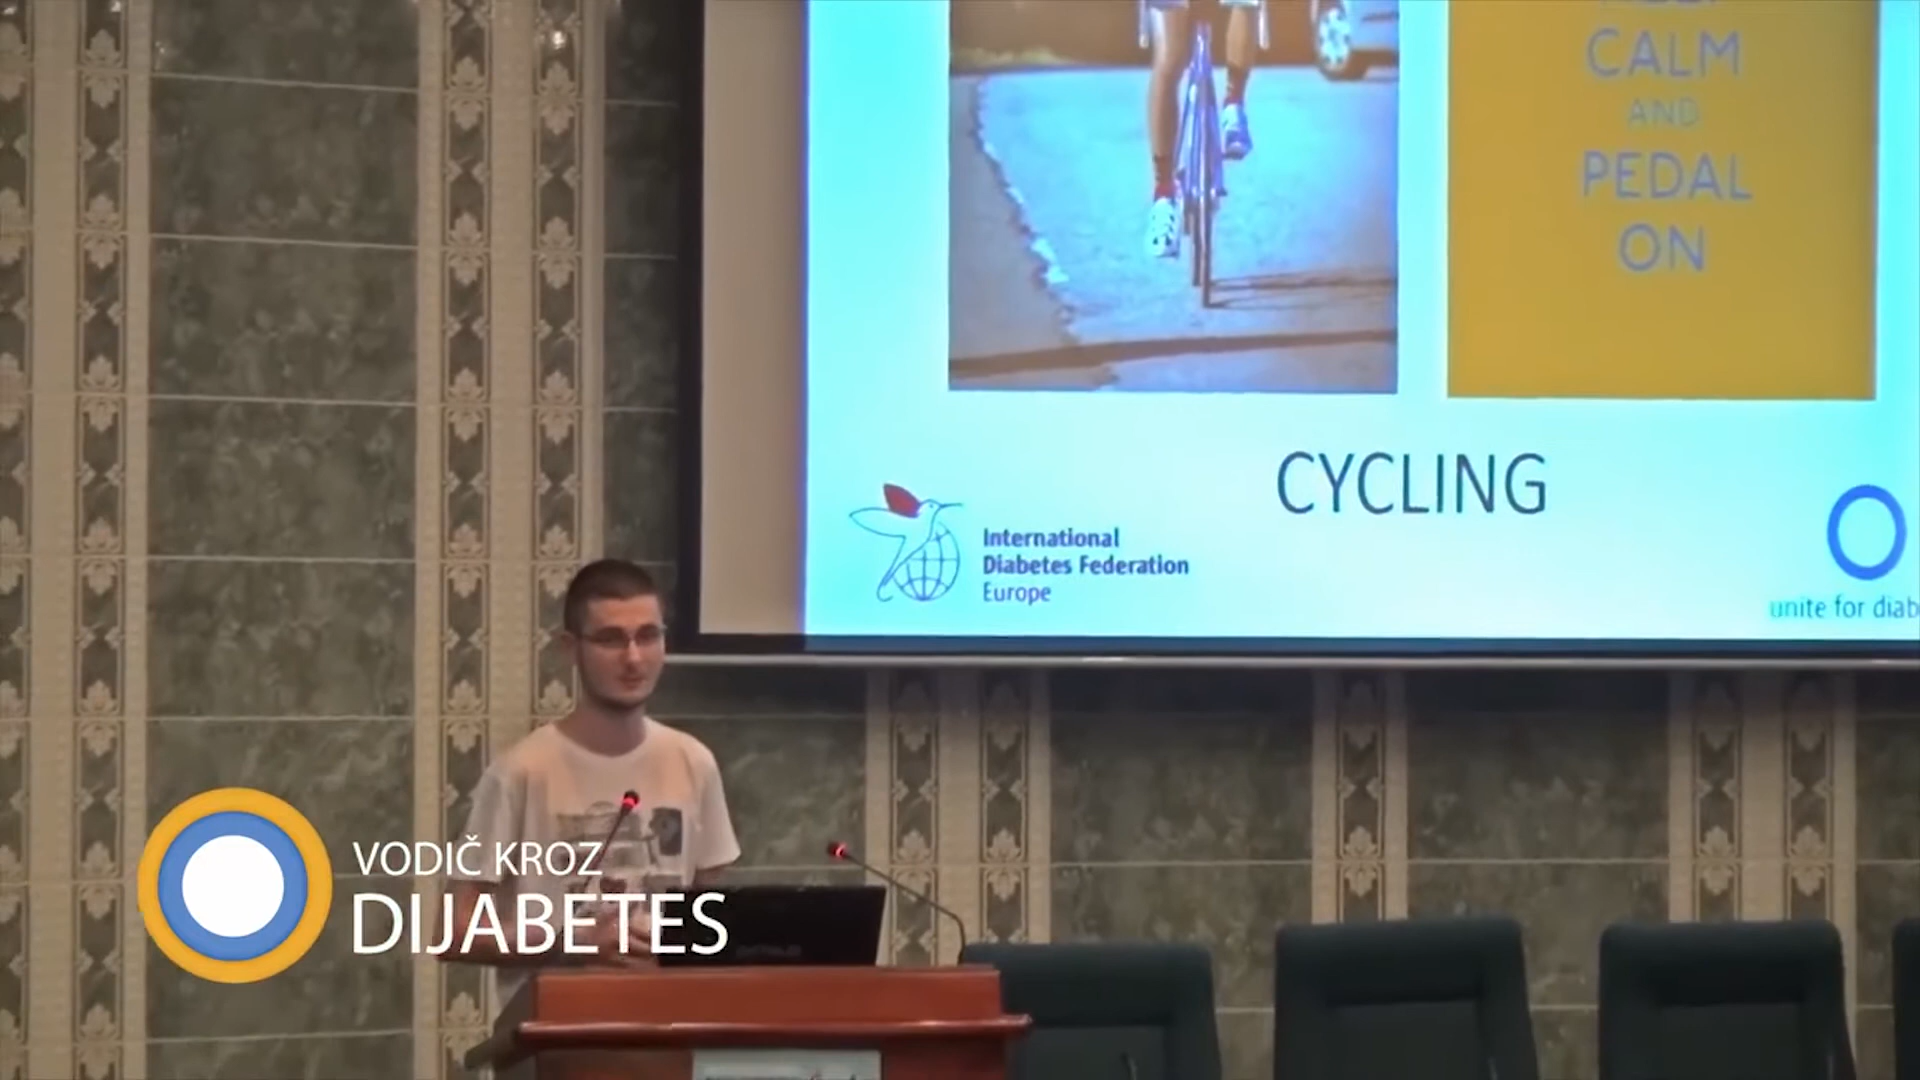 CALM
AND
PEDAL
ON
CYCLING
International
Diabetes Federation
Europe
unite for diab
VODIČ KROZ
DIJABETES